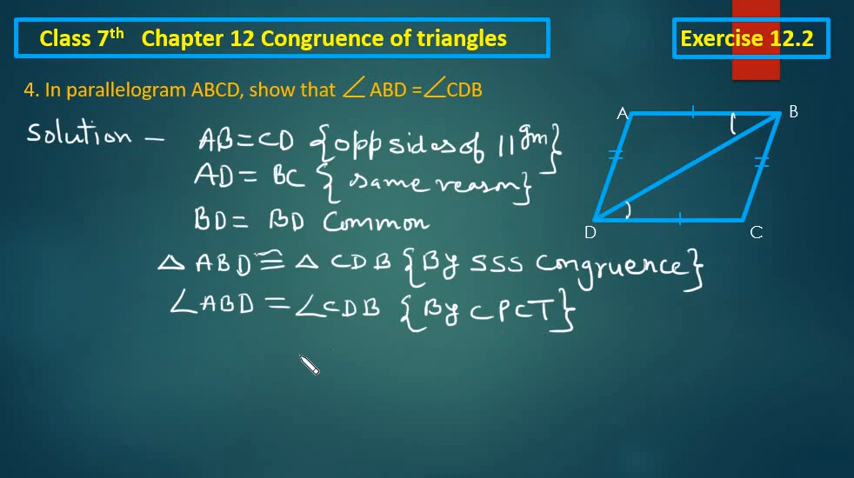 Class 7th Chapter 12 Congruence of triangles
Exercise 12.2
4. In parallelogram ABCD, show that ∠ABD =∠CDB
Solution — AB = CD {opp sides of ||gm}
AD = BC {same reason}
BD = BD Common
△ ABD ≅ △ CDB {By SSS Congruence}
∠ABD = ∠CDB {By CPCT}
A
B
D
C